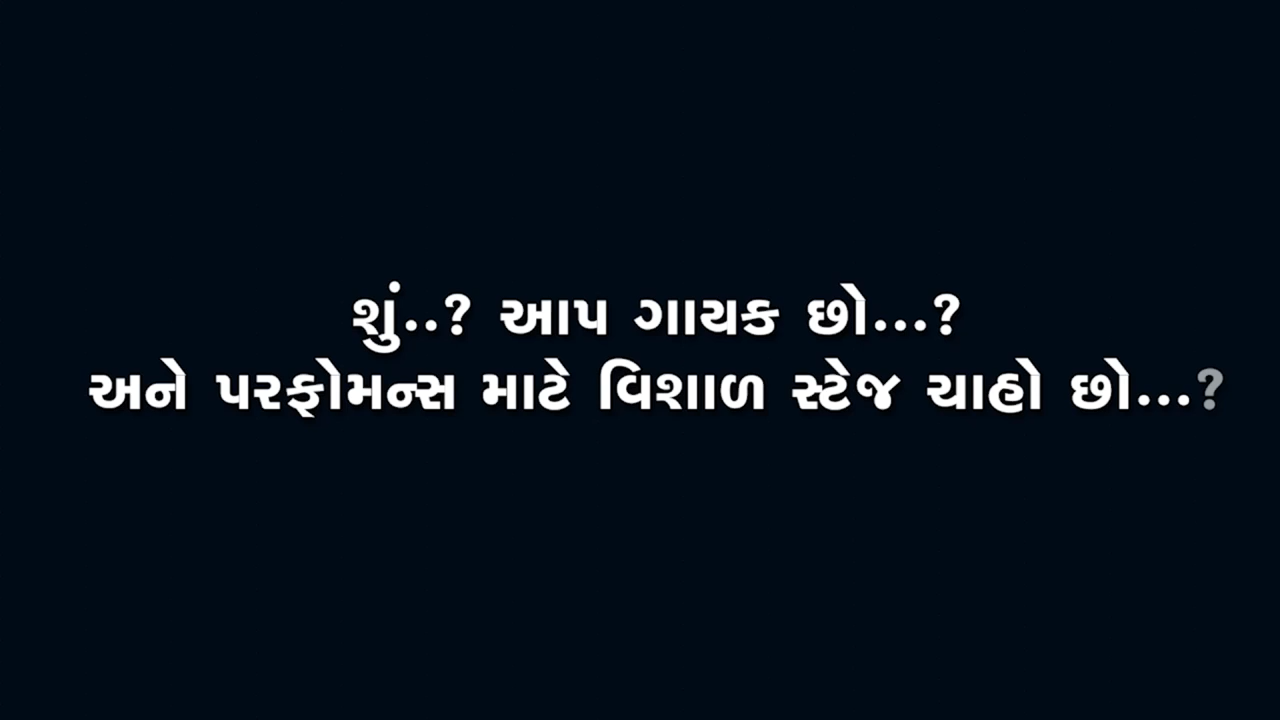 શું..? આપ ગાયક છો...?
અને પરફોમન્સ માટે વિશાળ સ્ટેજ ચાહો છો...?